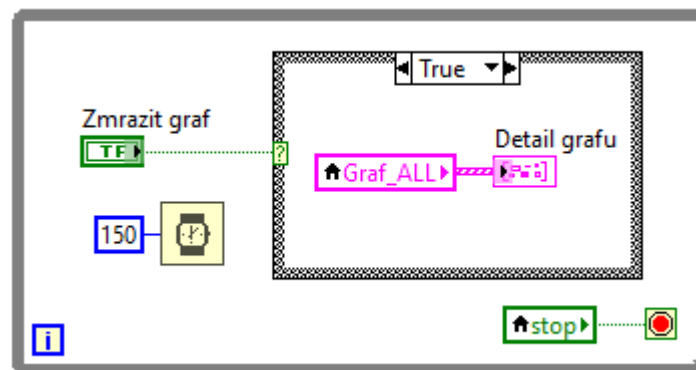 True
Zmrazit graf
TF
?
Detail grafu
Graf_ALL
150
stop
i